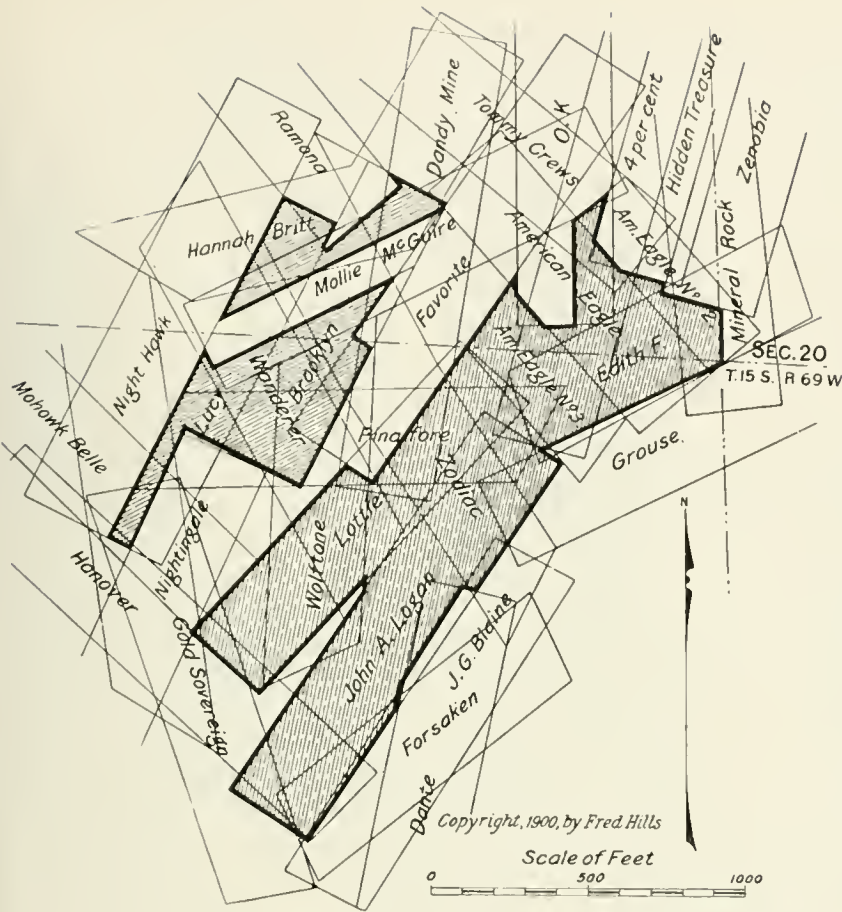 Ramona
Dandy Mine
Tommy Crews
O.K
4 per cent
Hidden Treasure
Zenobia
Hannah Britt
Mollie McGuire
Favorite
American Eagle
Am. Eagle No
Mineral Rock
Night Hawk
Brooklyn
Wanderer
Lucy
Am. Eagle No3
Edith F.
SEC. 20
T.15 S. R 69 W
Mohawk Belle
Pinafore
Zodiac
Grouse.
N
Nightingale
Hanover
Lottie
Wolftone
Gold Sovereign
John A. Logan
J.G. Blaine
Forsaken
Dante
Copyright, 1900, by Fred Hills
Scale of Feet
0 500 1000